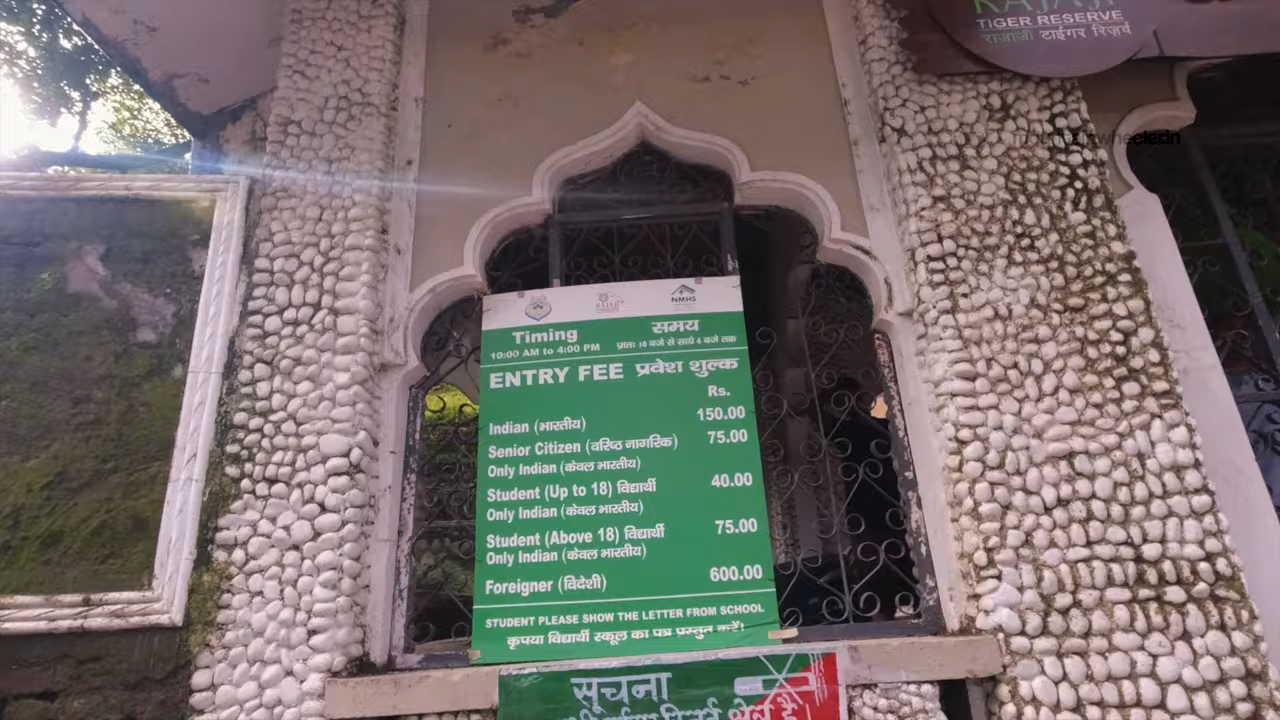 RAJAJI
TIGER RESERVE
राजाजी टाईगर रिज़र्व
NMHS
Timing समय
10:00 AM to 4:00 PM प्रातः 10 बजे से सायं 4 बजे तक
ENTRY FEE प्रवेश शुल्क
Rs.
Indian (भारतीय) 150.00
Senior Citizen (वरिष्ठ नागरिक) 75.00
Only Indian (केवल भारतीय)
Student (Up to 18) विद्यार्थी 40.00
Only Indian (केवल भारतीय)
Student (Above 18) विद्यार्थी 75.00
Only Indian (केवल भारतीय)
Foreigner (विदेशी) 600.00
STUDENT PLEASE SHOW THE LETTER FROM SCHOOL
कृपया विद्यार्थी स्कूल का पत्र प्रस्तुत करें!
सूचना